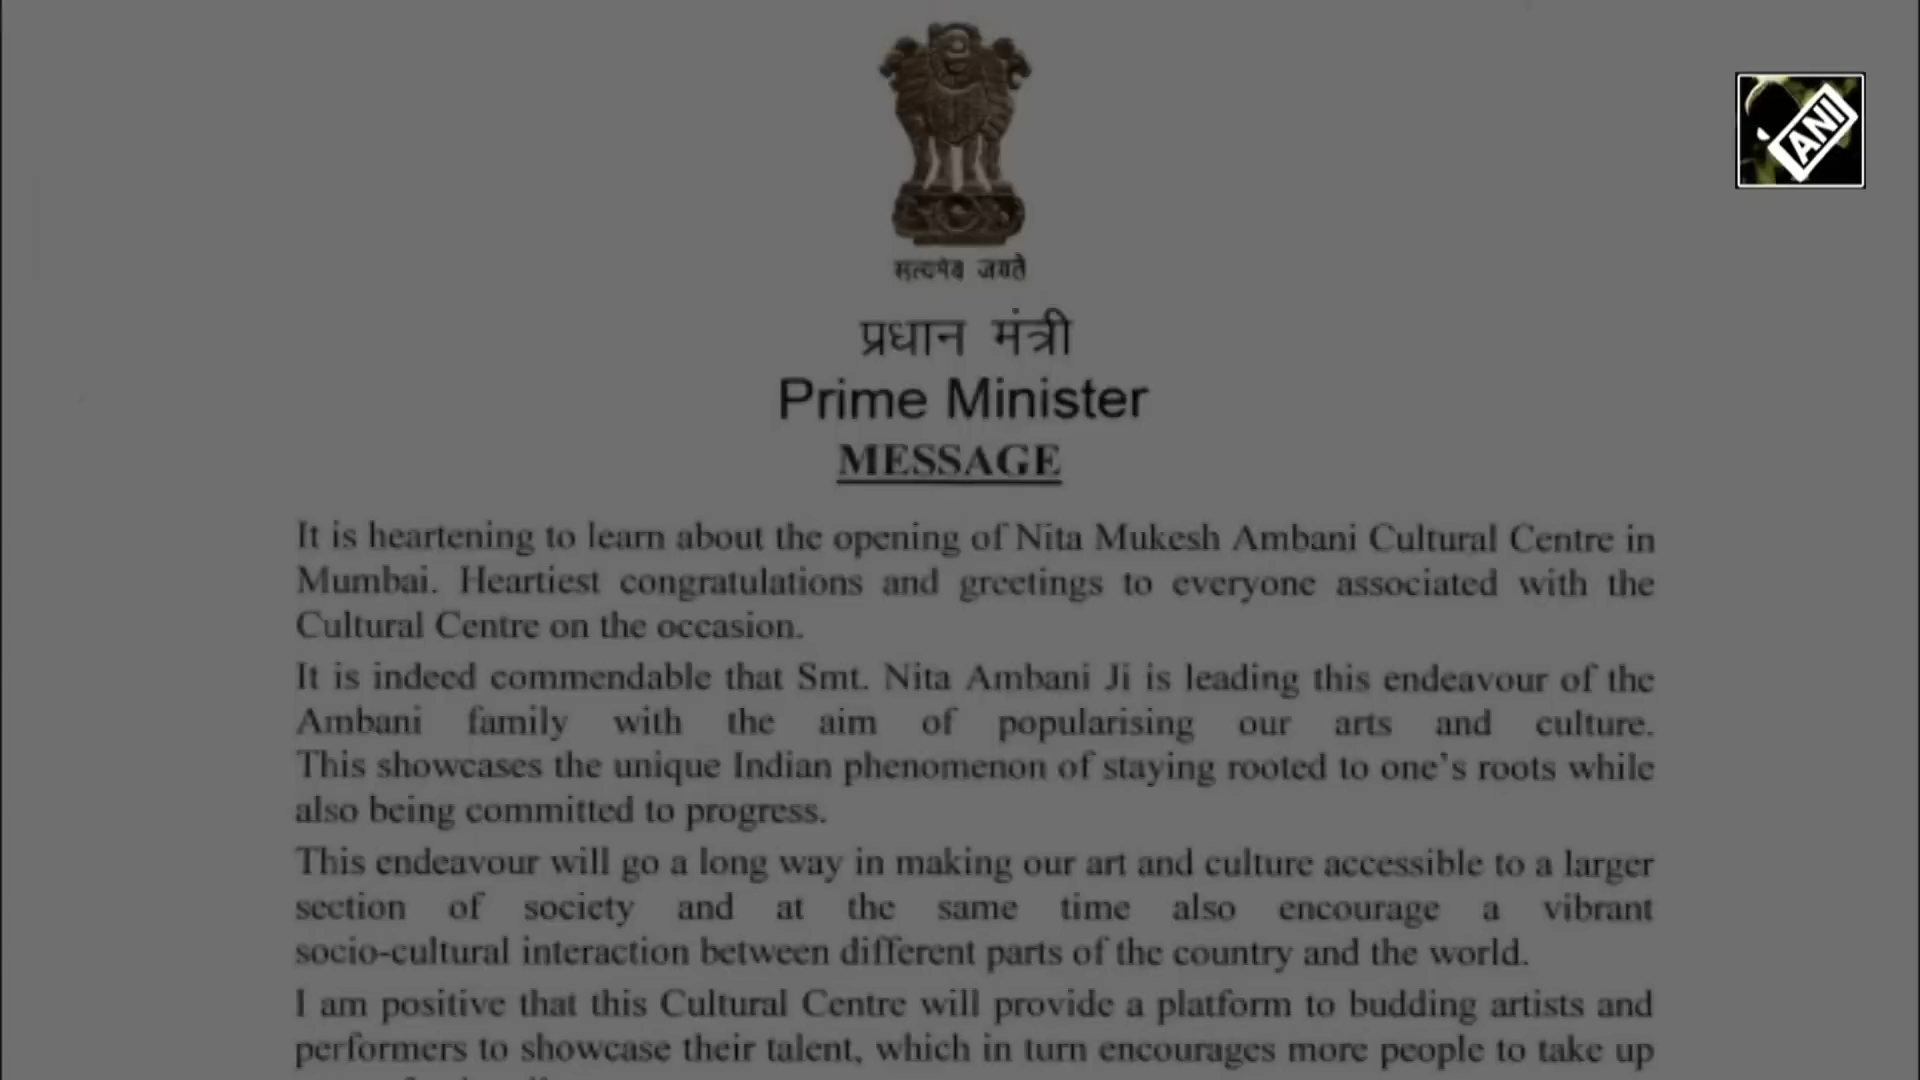 ANI
सत्यमेव जयते
प्रधान मंत्री
Prime Minister
MESSAGE
It is heartening to learn about the opening of Nita Mukesh Ambani Cultural Centre in
Mumbai. Heartiest congratulations and greetings to everyone associated with the
Cultural Centre on the occasion.
It is indeed commendable that Smt. Nita Ambani Ji is leading this endeavour of the
Ambani family with the aim of popularising our arts and culture.
This showcases the unique Indian phenomenon of staying rooted to one's roots while
also being committed to progress.
This endeavour will go a long way in making our art and culture accessible to a larger
section of society and at the same time also encourage a vibrant
socio-cultural interaction between different parts of the country and the world.
I am positive that this Cultural Centre will provide a platform to budding artists and
performers to showcase their talent, which in turn encourages more people to take up